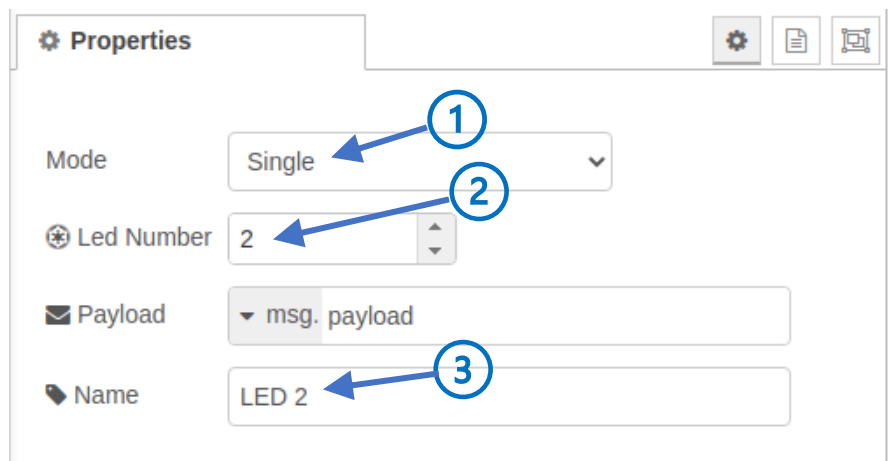 Properties
1
Mode Single
2
Led Number 2
Payload msg. payload
3
Name LED 2